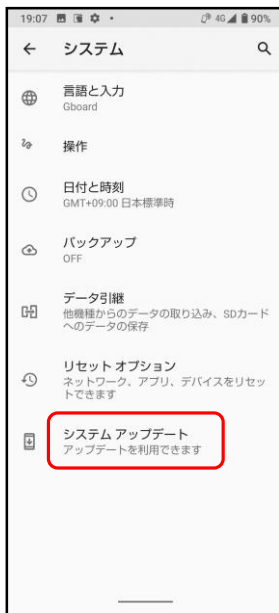 19:07 4G 90%
システム
言語と入力
Gboard
操作
日付と時刻
GMT+09:00 日本標準時
バックアップ
OFF
データ引継
他機種からのデータの取り込み、SDカード
へのデータの保存
リセット オプション
ネットワーク、アプリ、デバイスをリセッ
トできます
システム アップデート
アップデートを利用できます